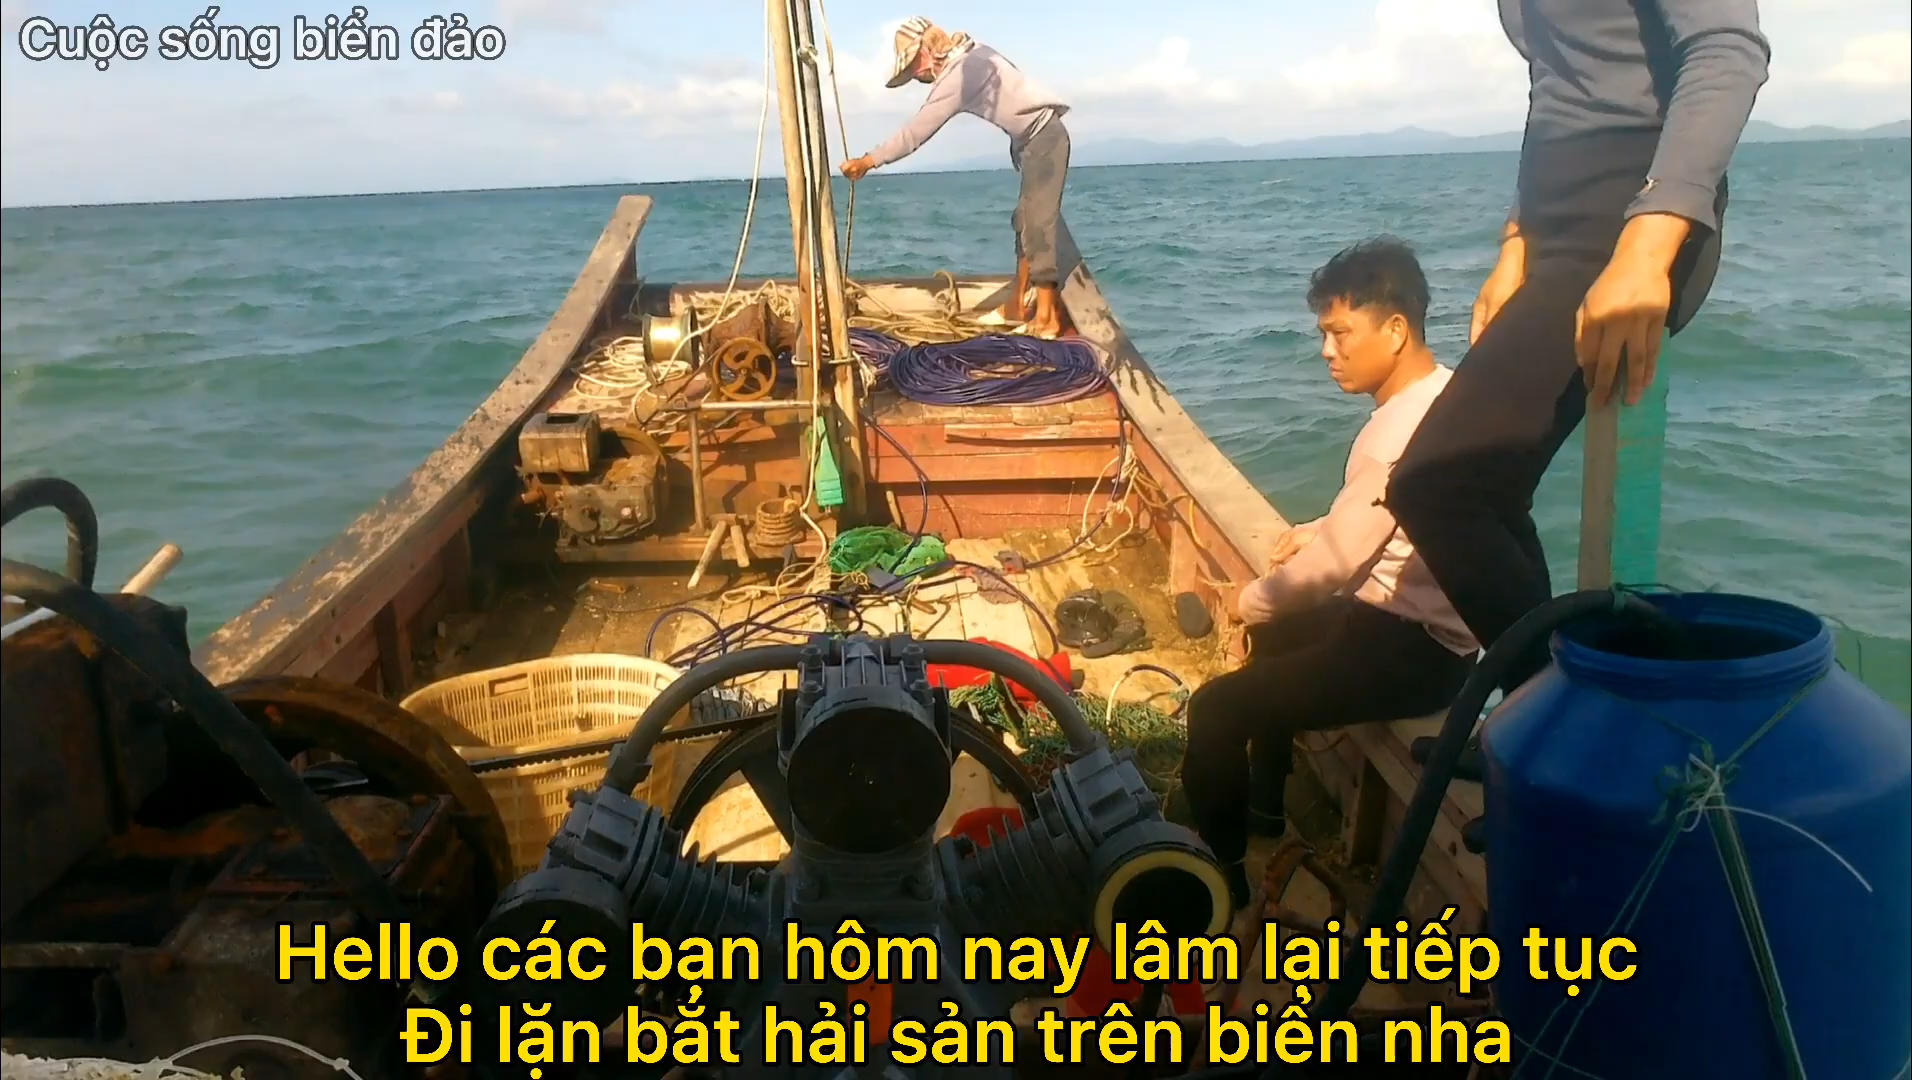 Cuộc sống biển đảo
Hello các bạn hôm nay lâm lại tiếp tục
Đi lặn bắt hải sản trên biển nha